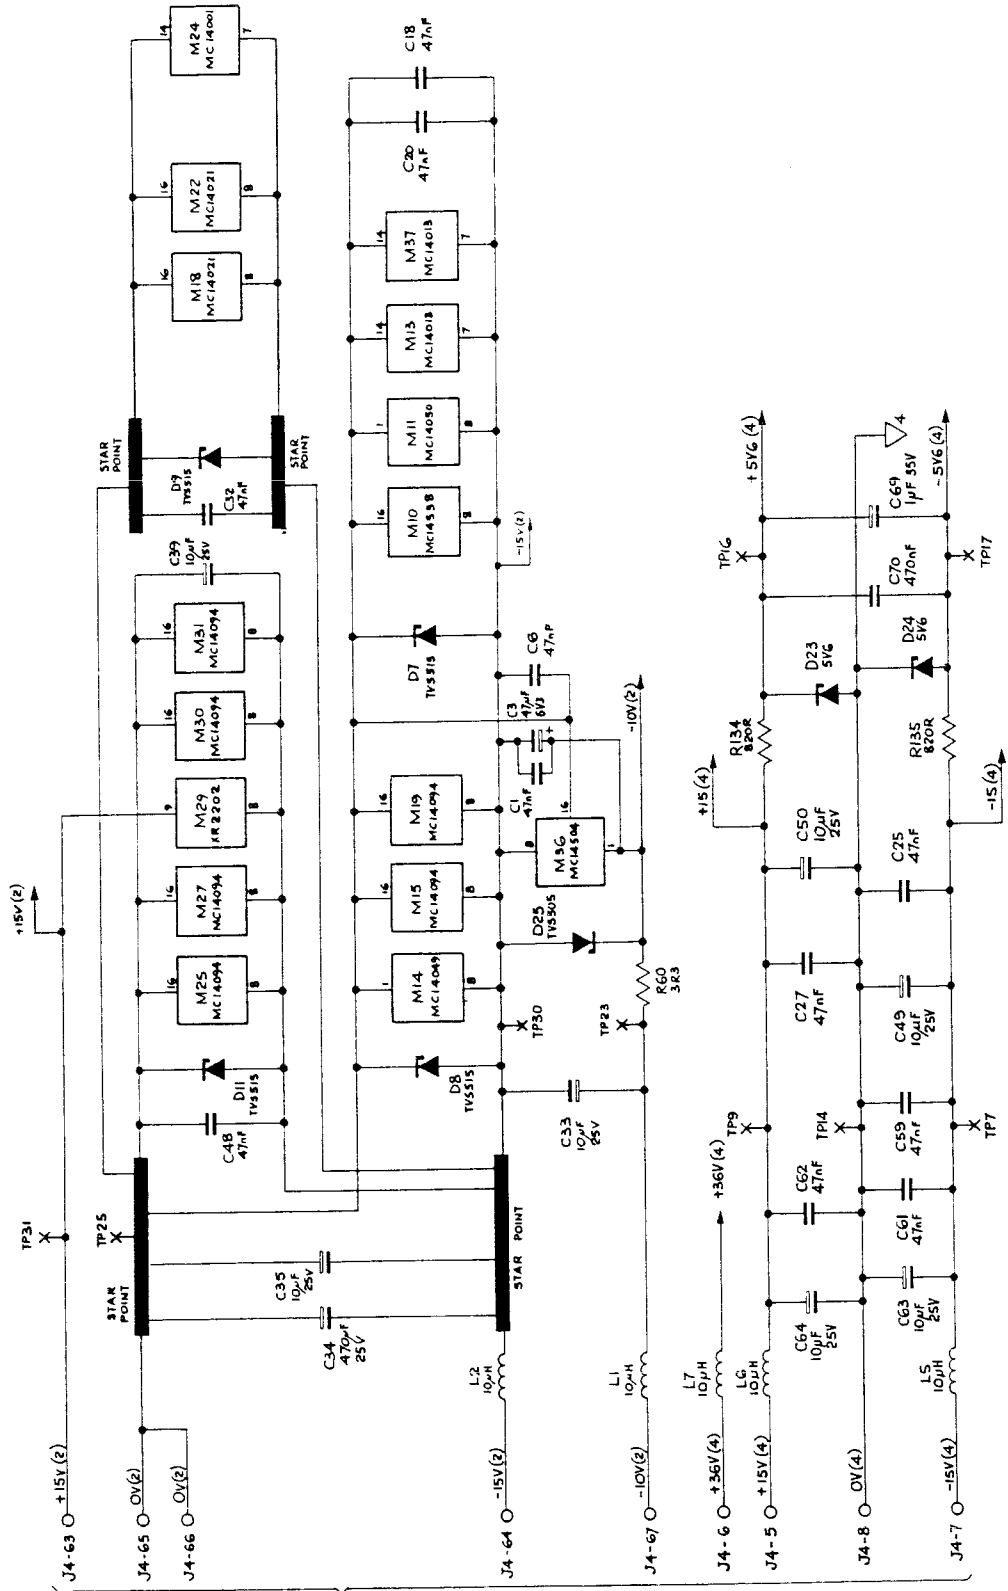 J4-63
+15V(2)
TP31
+15V(2)
J4-65
0V(2)
J4-66
0V(2)
STAR
POINT
TP25
C48
47nF
D11
TVS515
16
M25
MC14094
8
16
M27
MC14094
8
9
M29
XR2202
8
16
M30
MC14094
8
16
M31
MC14094
8
C39
10µF
25V
STAR
POINT
D9
TVS515
C32
47nF
STAR
POINT
16
M18
MC14021
8
16
M22
MC14021
8
14
M24
MC14001
7
C34
470µF
25V
C35
10µF
25V
J4-64
-15V(2)
L2
10µH
STAR POINT
D8
TVS515
TP30
1
M14
MC14049
8
16
M15
MC14094
8
16
M19
MC14094
8
D7
TVS515
16
M10
MC14538
8
1
M11
MC14050
8
14
M13
MC14013
7
14
M37
MC14013
7
C20
47nF
C18
47nF
-15V(2)
C33
10µF
25V
D25
TVS505
8
M36
MC14504
16
1
C1
47nF
C3
47µF
6V3
+
C6
47nF
J4-67
-10V(2)
L1
10µH
TP23
R60
3R3
-10V(2)
J4-6
+36V(4)
L7
10µH
+36V(4)
J4-5
+15V(4)
L6
10µH
TP9
+15(4)
R134
820R
TP16
+5V6(4)
C64
10µF
25V
C62
47nF
C27
47nF
C50
10µF
25V
D23
5V6
J4-8
0V(4)
TP14
4
C63
10µF
25V
C61
47nF
C59
47nF
C49
10µF
25V
C25
47nF
D24
5V6
C70
470nF
C69
1µF 35V
J4-7
-15V(4)
L5
10µH
TP7
-15(4)
R135
820R
TP17
-5V6(4)